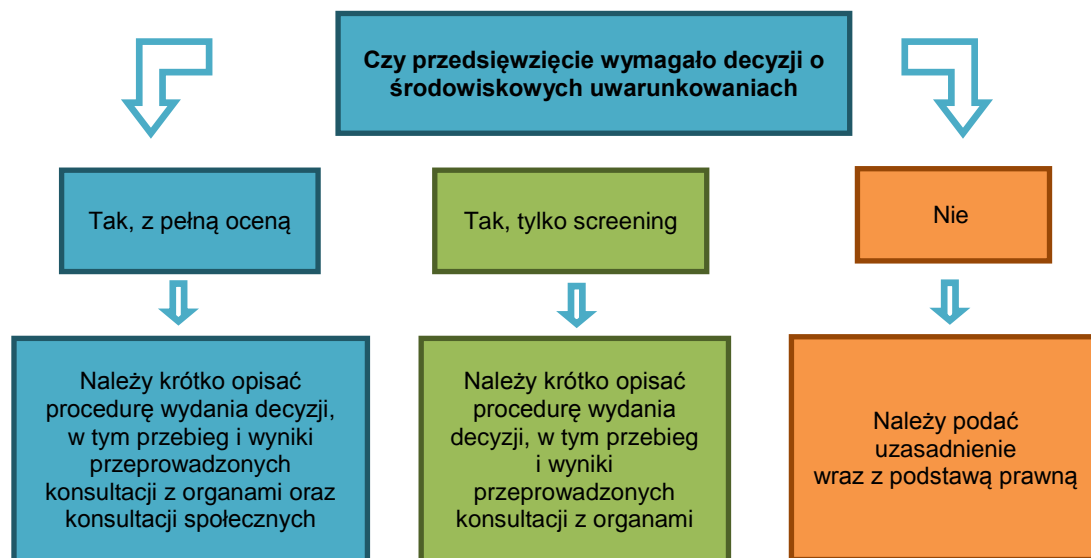 Czy przedsięwzięcie wymagało decyzji o
środowiskowych uwarunkowaniach
Tak, z pełną oceną
Tak, tylko screening
Nie
Należy krótko opisać
procedurę wydania decyzji,
w tym przebieg i wyniki
przeprowadzonych
konsultacji z organami oraz
konsultacji społecznych
Należy krótko opisać
procedurę wydania
decyzji, w tym przebieg
i wyniki
przeprowadzonych
konsultacji z organami
Należy podać
uzasadnienie
wraz z podstawą prawną